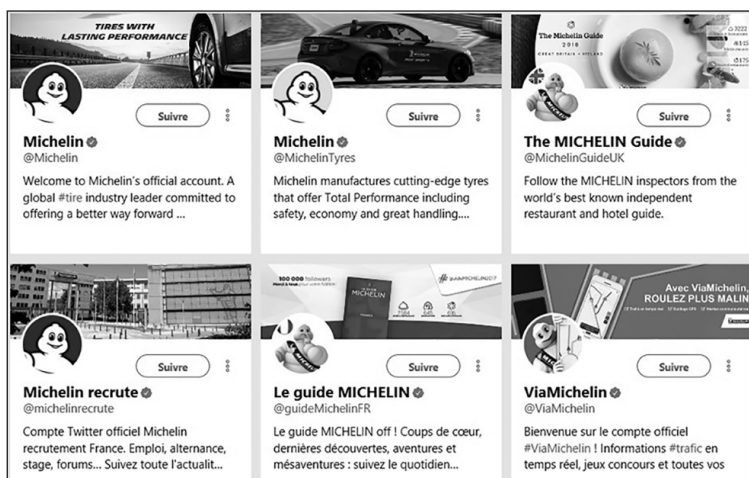 TIRES WITH
LASTING PERFORMANCE
Suivre
Michelin
@Michelin
Welcome to Michelin's official account. A
global #tire industry leader committed to
offering a better way forward ...
Suivre
Michelin
@MichelinTyres
Michelin manufactures cutting-edge tyres
that offer Total Performance including
safety, economy and great handling....
The Michelin Guide
2018
GREAT BRITAIN • IRELAND
Suivre
The MICHELIN Guide
@MichelinGuideUK
Follow the MICHELIN inspectors from the
world's best known independent
restaurant and hotel guide.
Suivre
Michelin recrute
@michelinrecrute
Compte Twitter officiel Michelin
recrutement France. Emploi, alternance,
stage, forums... Suivez toute l'actualit...
100 000 followers
#guideMICHELIN2017
MICHELIN
Suivre
Le guide MICHELIN
@guideMichelinFR
Le guide MICHELIN off ! Coups de cœur,
dernières découvertes, aventures et
mésaventures : suivez le quotidien...
Avec ViaMichelin,
ROULEZ PLUS MALIN
Suivre
ViaMichelin
@ViaMichelin
Bienvenue sur le compte officiel
#ViaMichelin ! Informations #trafic en
temps réel, jeux concours et toutes vos